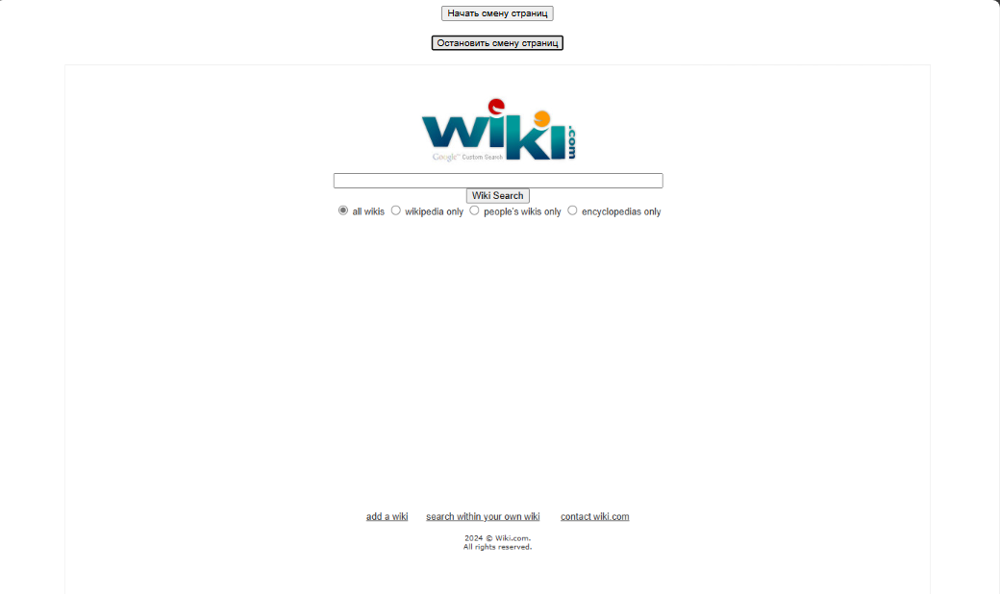 Начать смену страниц
Остановить смену страниц
wiki.com
Google™ Custom Search
Wiki Search
all wikis wikipedia only people's wikis only encyclopedias only
add a wiki search within your own wiki contact wiki.com
2024 © Wiki.com.
All rights reserved.